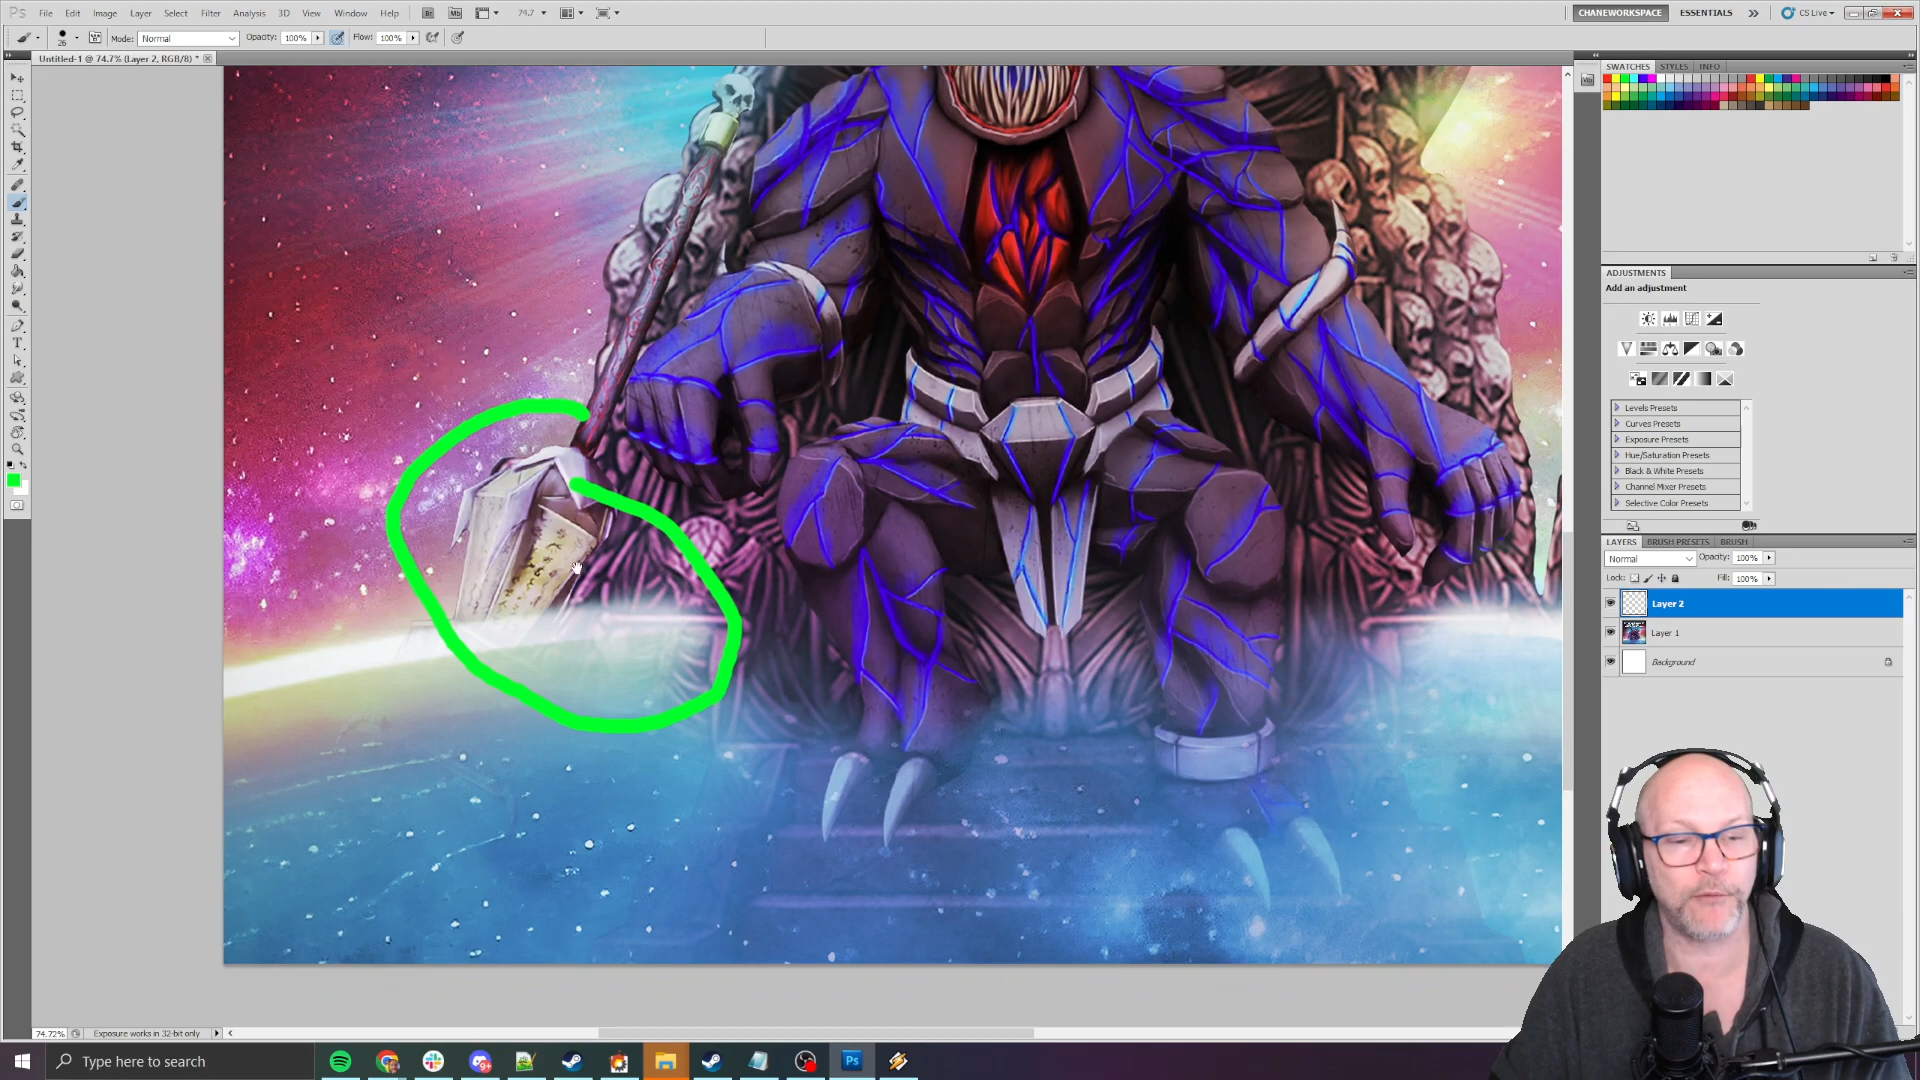 Ps File Edit Image Layer Select Filter Analysis 3D View Window Help Br Mb 74.7 CHANEWORKSPACE ESSENTIALS CS Live
26 Mode: Normal Opacity: 100% Flow: 100%
Untitled-1 @ 74.7% (Layer 2, RGB/8) *
SWATCHES STYLES INFO
ADJUSTMENTS
Add an adjustment
Levels Presets
Curves Presets
Exposure Presets
Hue/Saturation Presets
Black & White Presets
Channel Mixer Presets
Selective Color Presets
LAYERS BRUSH PRESETS BRUSH
Normal Opacity: 100%
Lock: Fill: 100%
Layer 2
Layer 1
Background
74.72% Exposure works in 32-bit only
Type here to search
Ps